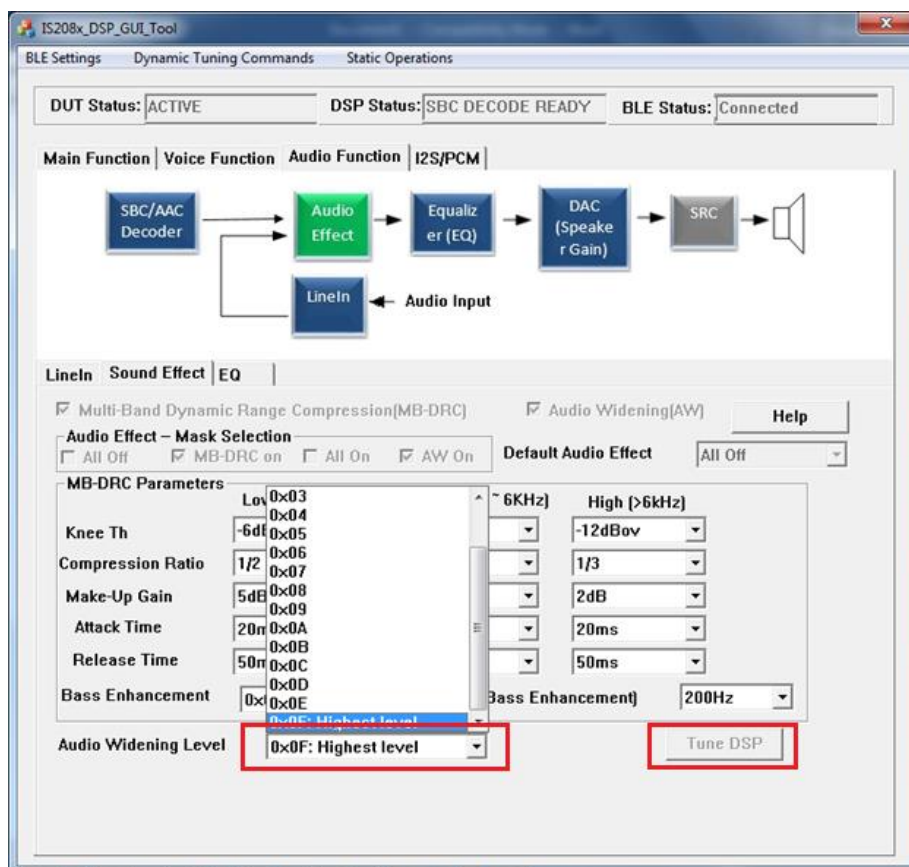 IS208x_DSP_GUI_Tool
BLE Settings Dynamic Tuning Commands Static Operations
DUT Status: ACTIVE DSP Status: SBC DECODE READY BLE Status: Connected
Main Function Voice Function Audio Function I2S/PCM
SBC/AAC
Decoder
Audio
Effect
Equaliz
er (EQ)
DAC
(Speake
r Gain)
SRC
LineIn
Audio Input
LineIn Sound Effect EQ
Multi-Band Dynamic Range Compression(MB-DRC) Audio Widening(AW) Help
Audio Effect – Mask Selection
All Off MB-DRC on All On AW On Default Audio Effect All Off
MB-DRC Parameters
6KHz) High (>6kHz)
Knee Th -12dBov
Compression Ratio 1/2 1/3
Make-Up Gain 5dB 2dB
Attack Time 20ms
Release Time 50ms
Bass Enhancement Bass Enhancement) 200Hz
0x03
0x04
0x05
0x06
0x07
0x08
0x09
0x0A
0x0B
0x0C
0x0D
0x0E
0x0F: Highest level
Audio Widening Level 0x0F: Highest level Tune DSP